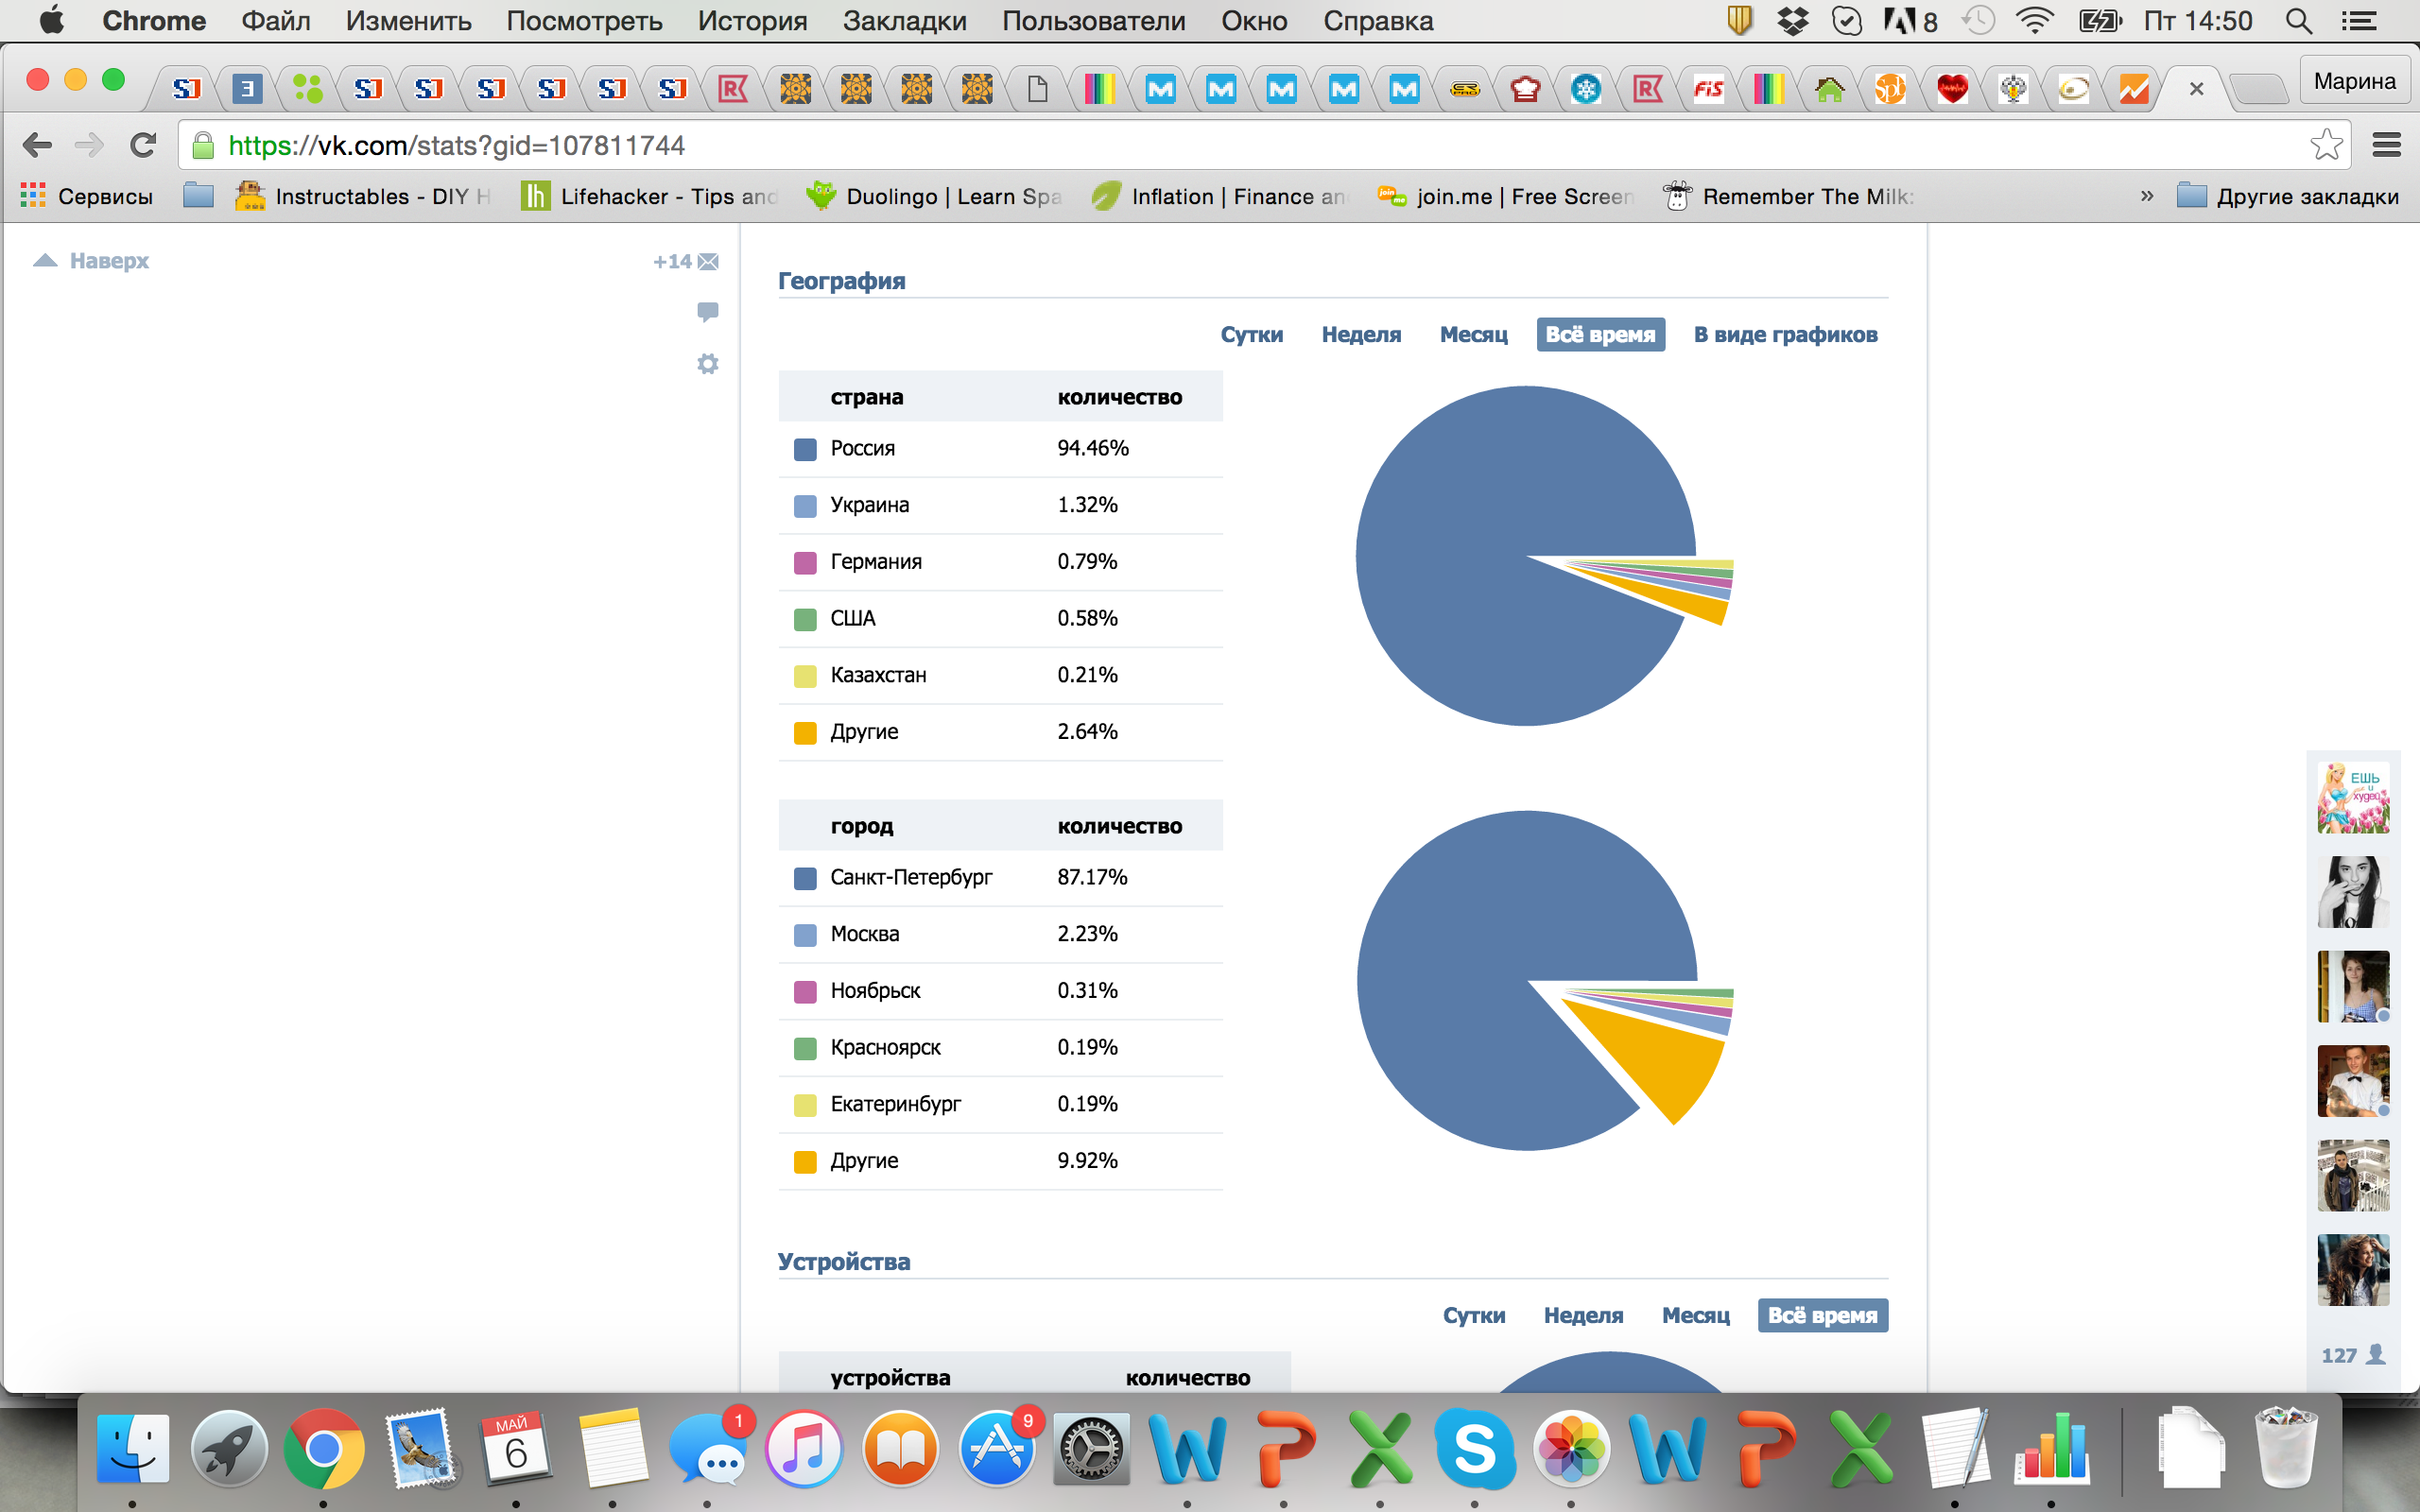 Chrome Файл Изменить Посмотреть История Закладки Пользователи Окно Справка 8 Пт 14:50
Марина
https://vk.com/stats?gid=107811744
Сервисы Instructables - DIY H Lifehacker - Tips and Duolingo | Learn Spa Inflation | Finance an join.me | Free Screen Remember The Milk: » Другие закладки
Наверх +14
География
Сутки Неделя Месяц Всё время В виде графиков
страна количество
Россия 94.46%
Украина 1.32%
Германия 0.79%
США 0.58%
Казахстан 0.21%
Другие 2.64%
город количество
Санкт-Петербург 87.17%
Москва 2.23%
Ноябрьск 0.31%
Красноярск 0.19%
Екатеринбург 0.19%
Другие 9.92%
ЕШЬ
и
худей
Устройства
Сутки Неделя Месяц Всё время
устройства количество
127
МАЙ
6
1
9